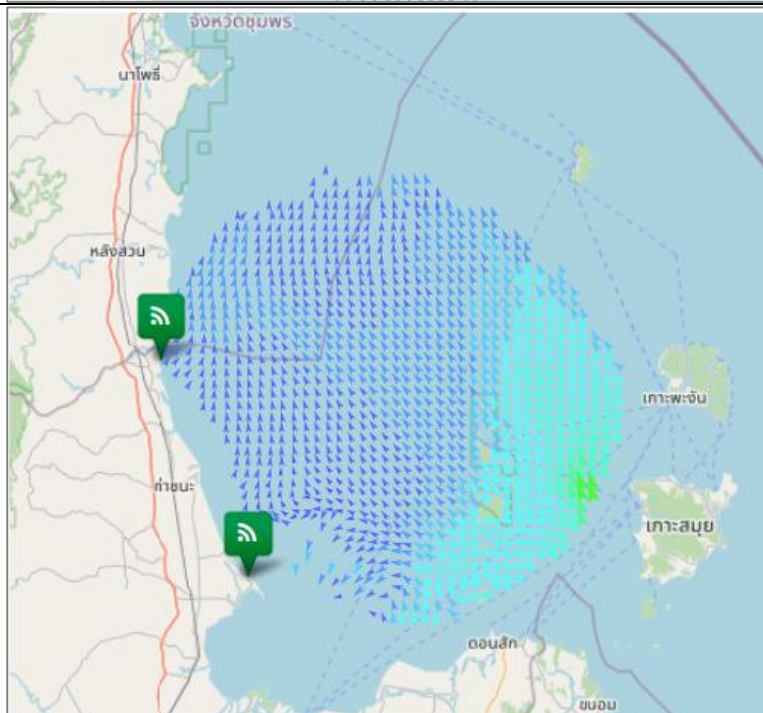 จังหวัดชุมพร
นาโพธิ์
หลังสวน
เกาะพะงัน
ท่าชนะ
เกาะสมุย
ดอนสัก
ขนอม